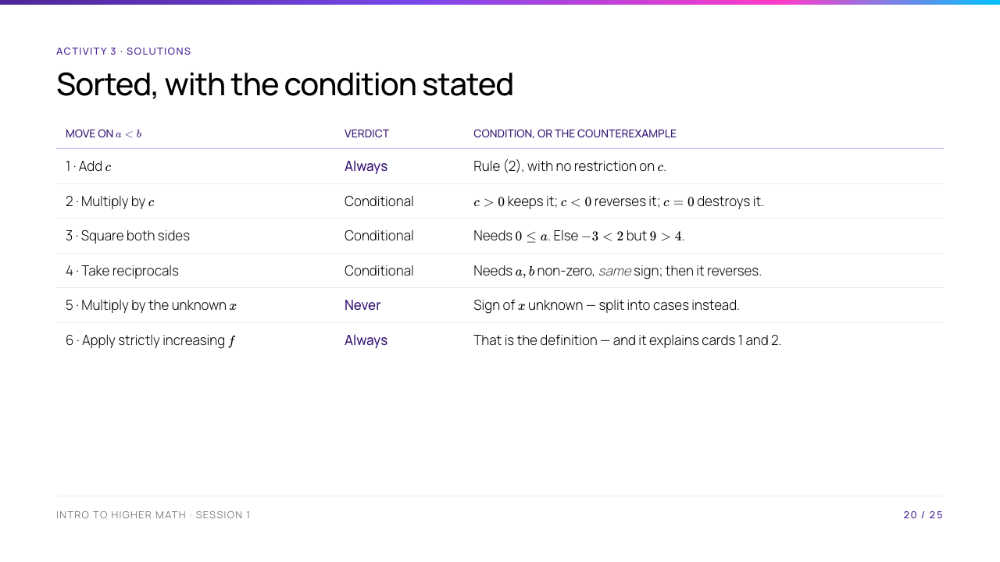 ACTIVITY 3 · SOLUTIONS
Sorted, with the condition stated
MOVE ON a < b VERDICT CONDITION, OR THE COUNTEREXAMPLE
1 · Add c Always Rule (2), with no restriction on c.
2 · Multiply by c Conditional c > 0 keeps it; c < 0 reverses it; c = 0 destroys it.
3 · Square both sides Conditional Needs 0 ≤ a. Else −3 < 2 but 9 > 4.
4 · Take reciprocals Conditional Needs a, b non-zero, same sign; then it reverses.
5 · Multiply by the unknown x Never Sign of x unknown — split into cases instead.
6 · Apply strictly increasing f Always That is the definition — and it explains cards 1 and 2.
INTRO TO HIGHER MATH · SESSION 1 20 / 25